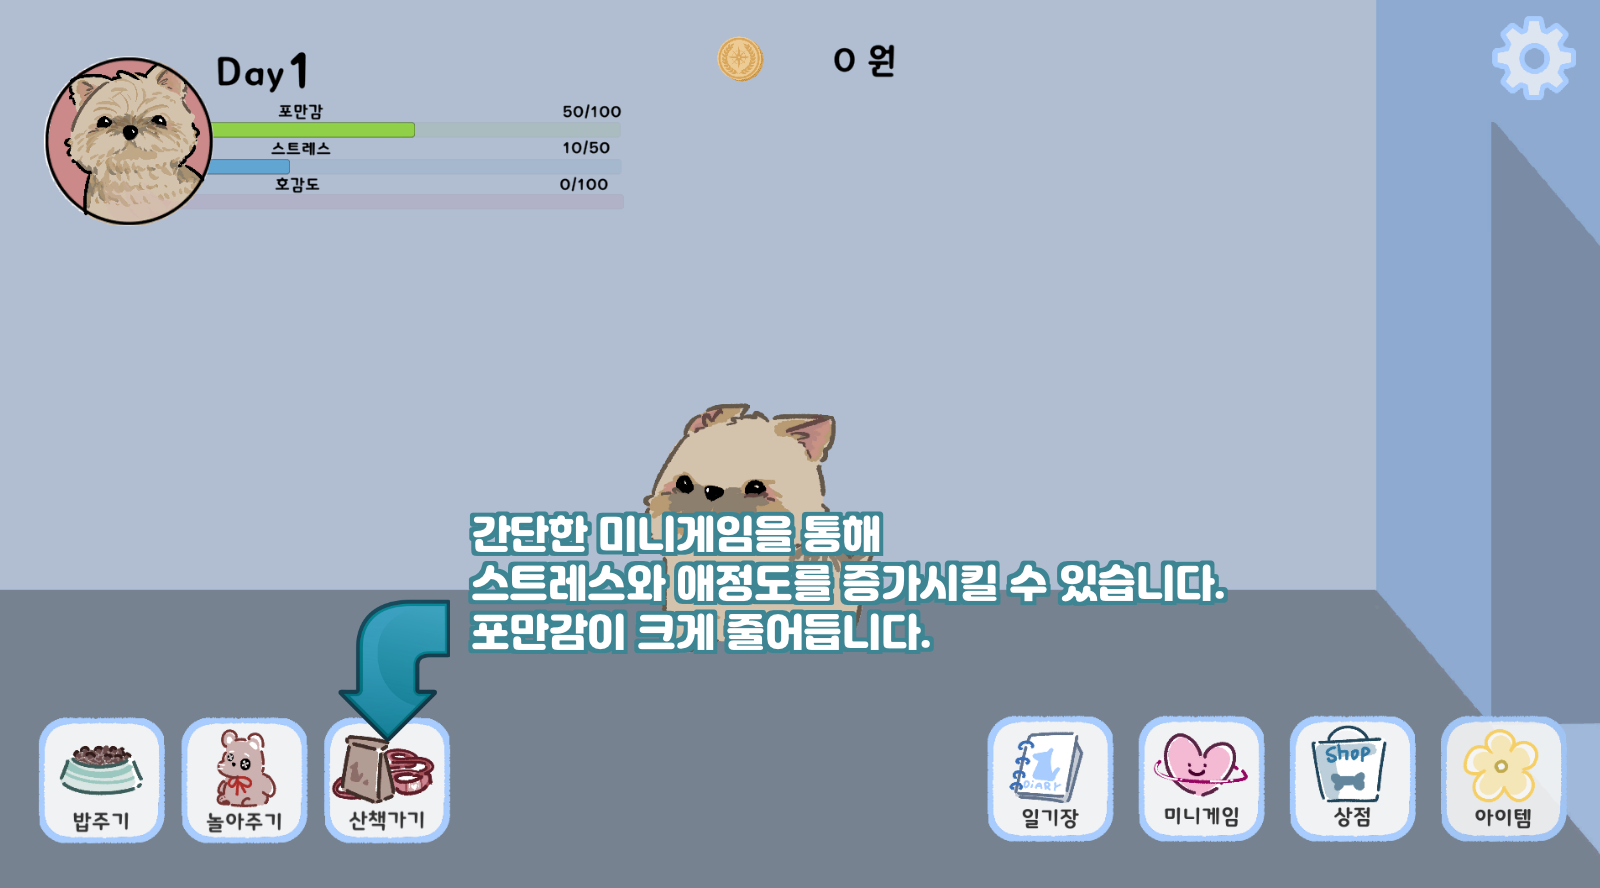 Day1
0 원
포만감 50/100
스트레스 10/50
호감도 0/100
간단한 미니게임을 통해
스트레스와 애정도를 증가시킬 수 있습니다.
포만감이 크게 줄어듭니다.
밥주기
놀아주기
산책가기
DiARY
일기장
미니게임
Shop
상점
아이템